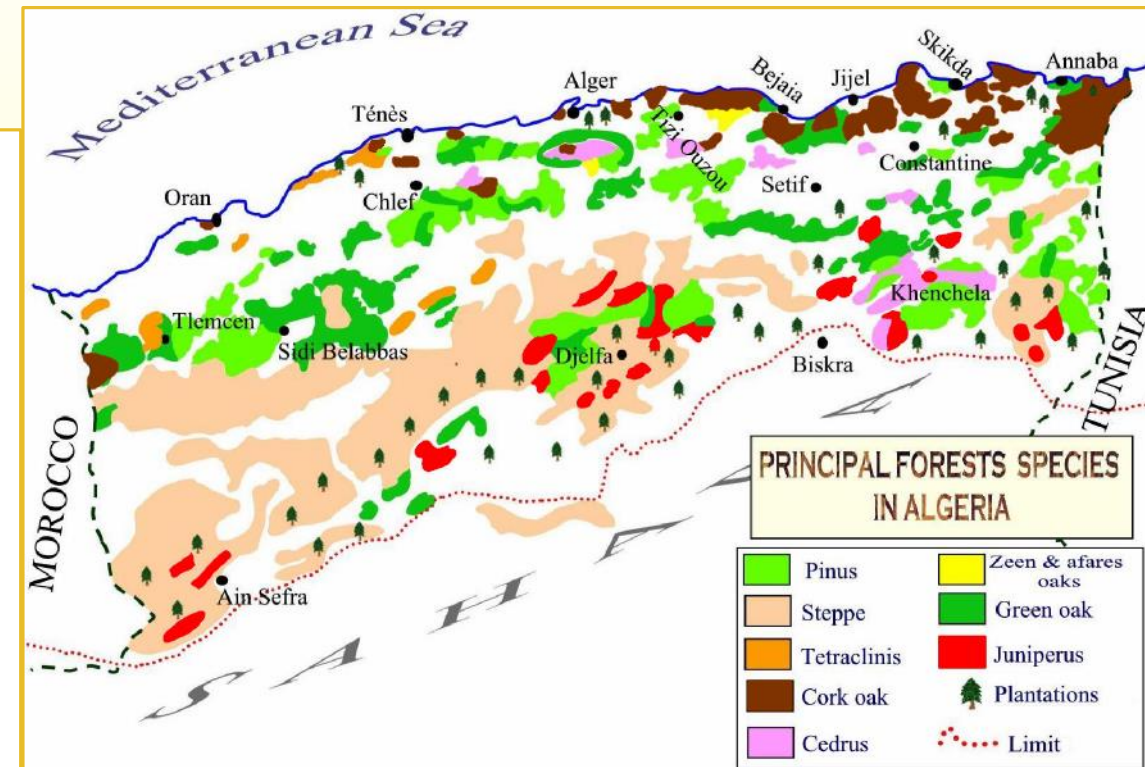 Mediterranean Sea
Skikda
Annaba
Jijel
Bejaia
Alger
Ténès
Tizi Ouzou
Constantine
Setif
Chlef
Oran
Khenchela
Tlemcen
Sidi Belabbas
Djelfa
Biskra
MOROCCO
TUNISIA
Ain Sefra
SAHARA
PRINCIPAL FORESTS SPECIES
IN ALGERIA
Pinus
Zeen & afares
oaks
Steppe
Green oak
Tetraclinis
Juniperus
Cork oak
Plantations
Cedrus
Limit